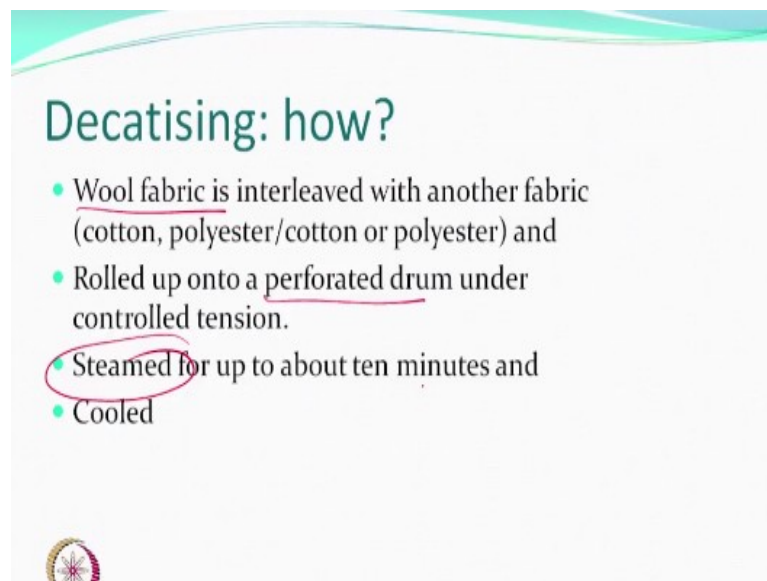 Decatising: how?
• Wool fabric is interleaved with another fabric
(cotton, polyester/cotton or polyester) and
• Rolled up onto a perforated drum under
controlled tension.
• Steamed for up to about ten minutes and
• Cooled